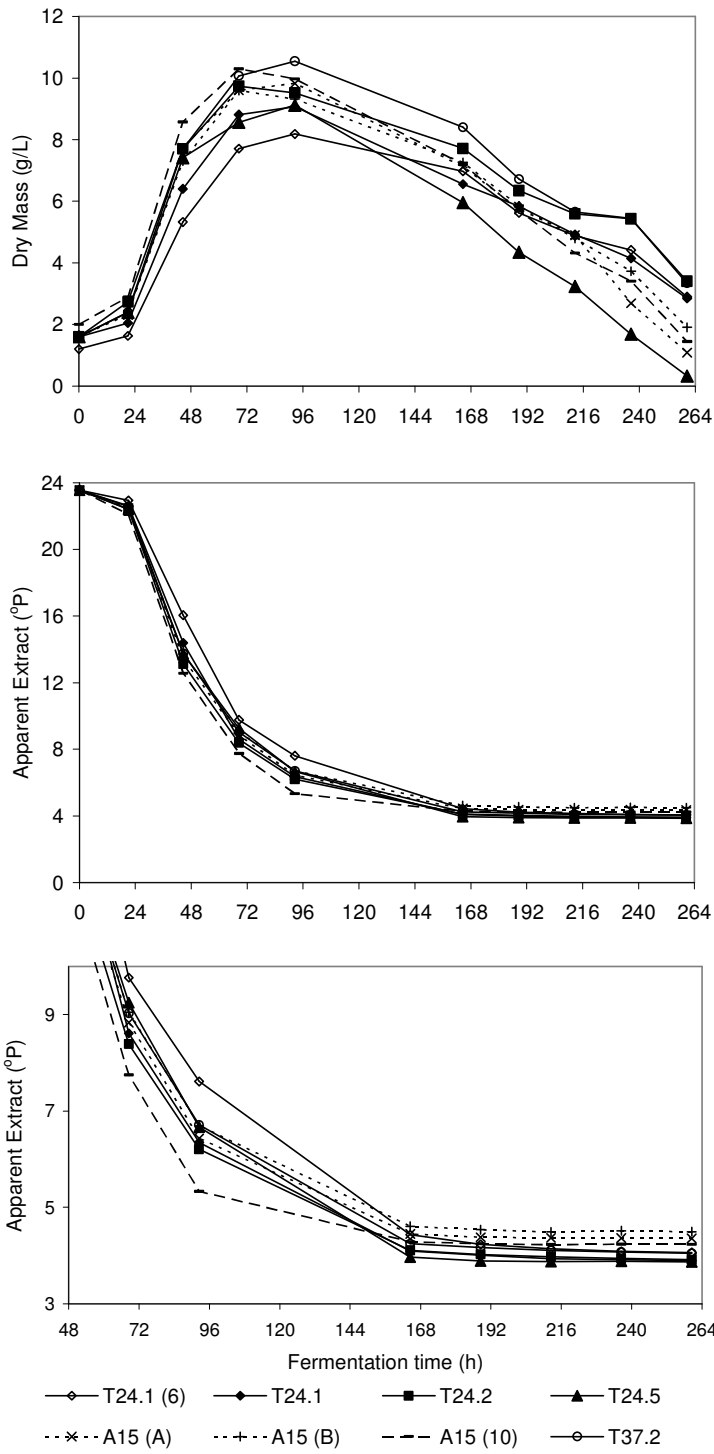 12
10
8
6
4
2
0
Dry Mass (g/L)
0 24 48 72 96 120 144 168 192 216 240 264
24
20
16
12
8
4
0
Apparent Extract (°P)
0 24 48 72 96 120 144 168 192 216 240 264
9
7
5
3
Apparent Extract (°P)
48 72 96 120 144 168 192 216 240 264
Fermentation time (h)
T24.1 (6) T24.1 T24.2 T24.5
A15 (A) A15 (B) A15 (10) T37.2